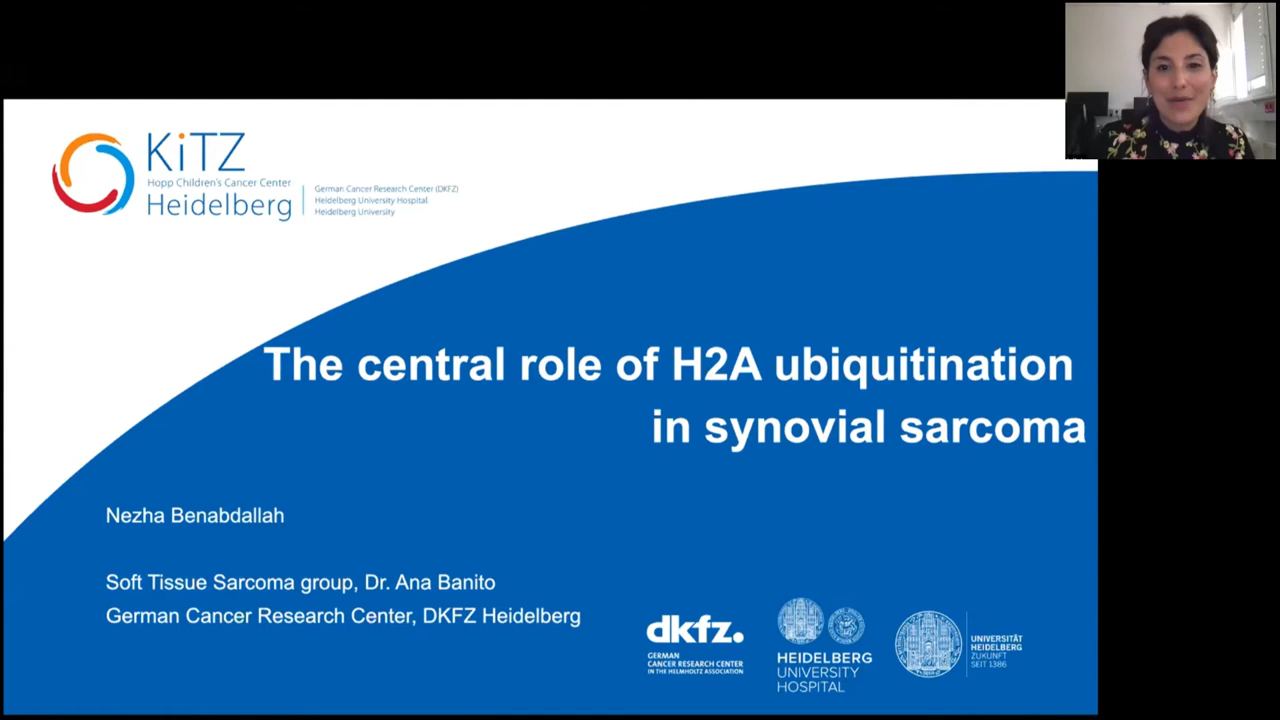 KiTZ
Hopp Children's Cancer Center
Heidelberg
German Cancer Research Center (DKFZ)
Heidelberg University Hospital
Heidelberg University
The central role of H2A ubiquitination
in synovial sarcoma
Nezha Benabdallah
Soft Tissue Sarcoma group, Dr. Ana Banito
German Cancer Research Center, DKFZ Heidelberg
dkfz.
GERMAN
CANCER RESEARCH CENTER
IN THE HELMHOLTZ ASSOCIATION
HEIDELBERG
UNIVERSITY
HOSPITAL
UNIVERSITÄT
HEIDELBERG
ZUKUNFT
SEIT 1386